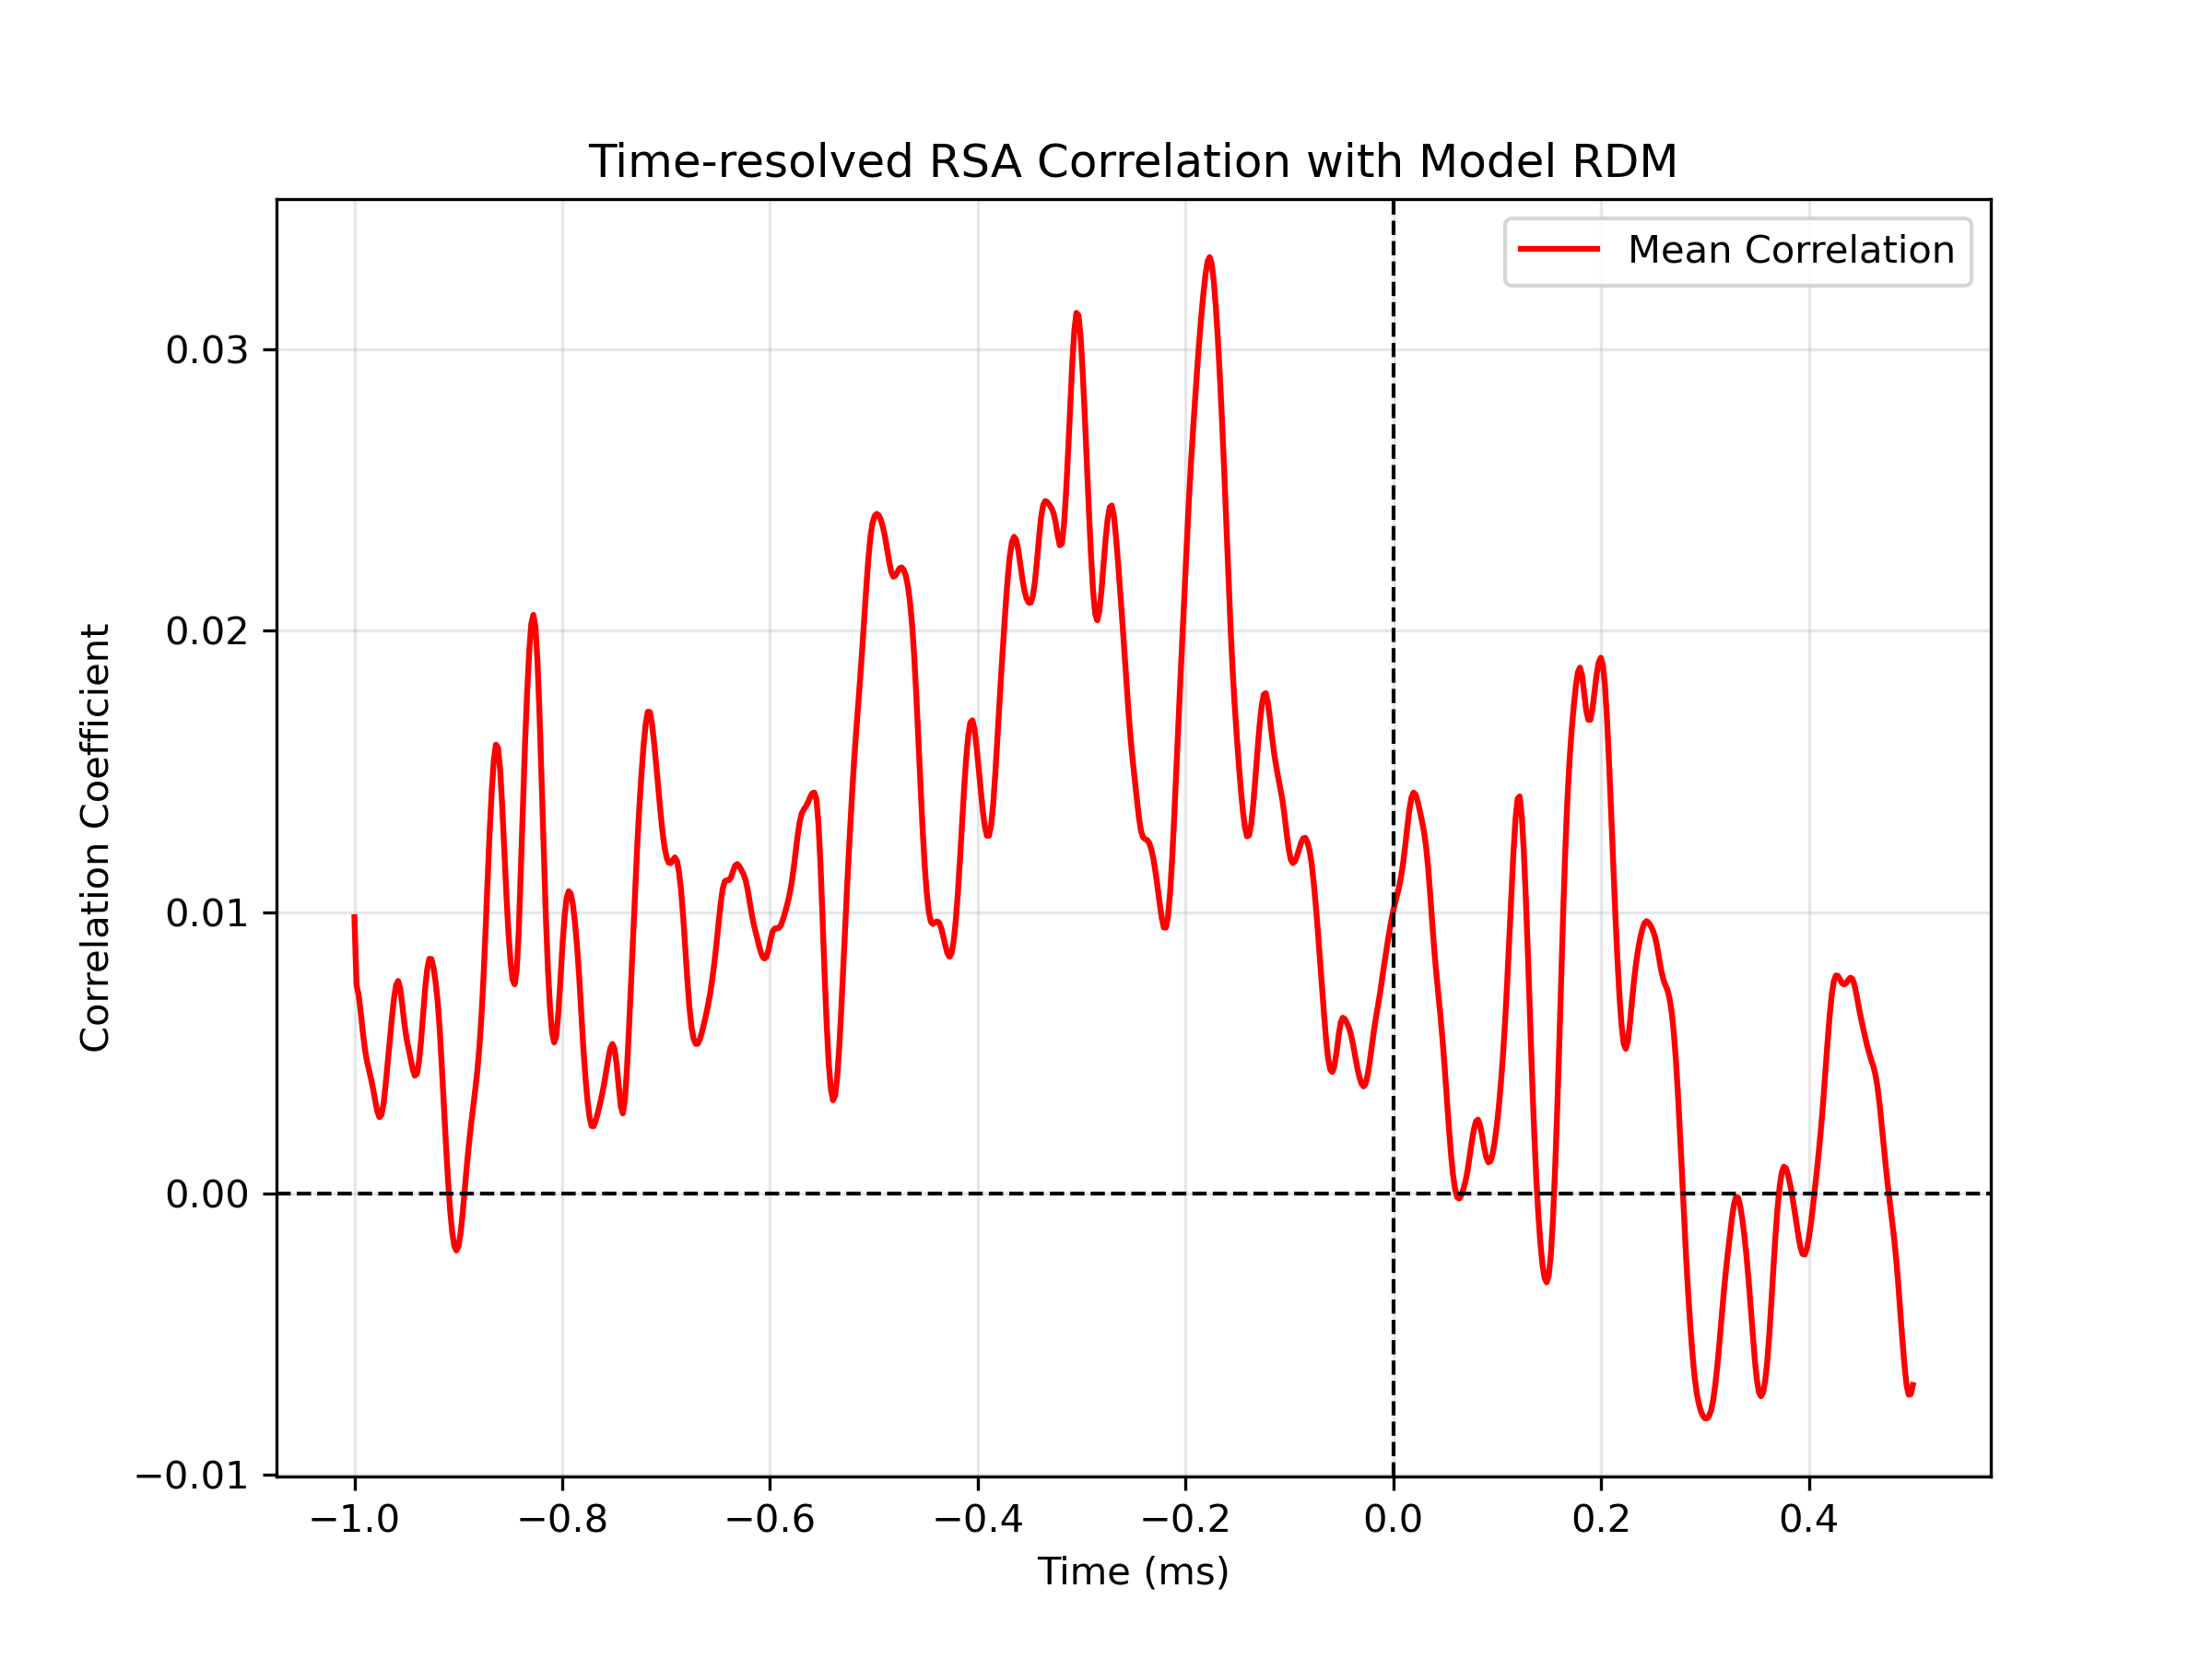 Time-resolved RSA Correlation with Model RDM
Mean Correlation
Correlation Coefficient
0.03
0.02
0.01
0.00
−0.01
−1.0 −0.8 −0.6 −0.4 −0.2 0.0 0.2 0.4
Time (ms)